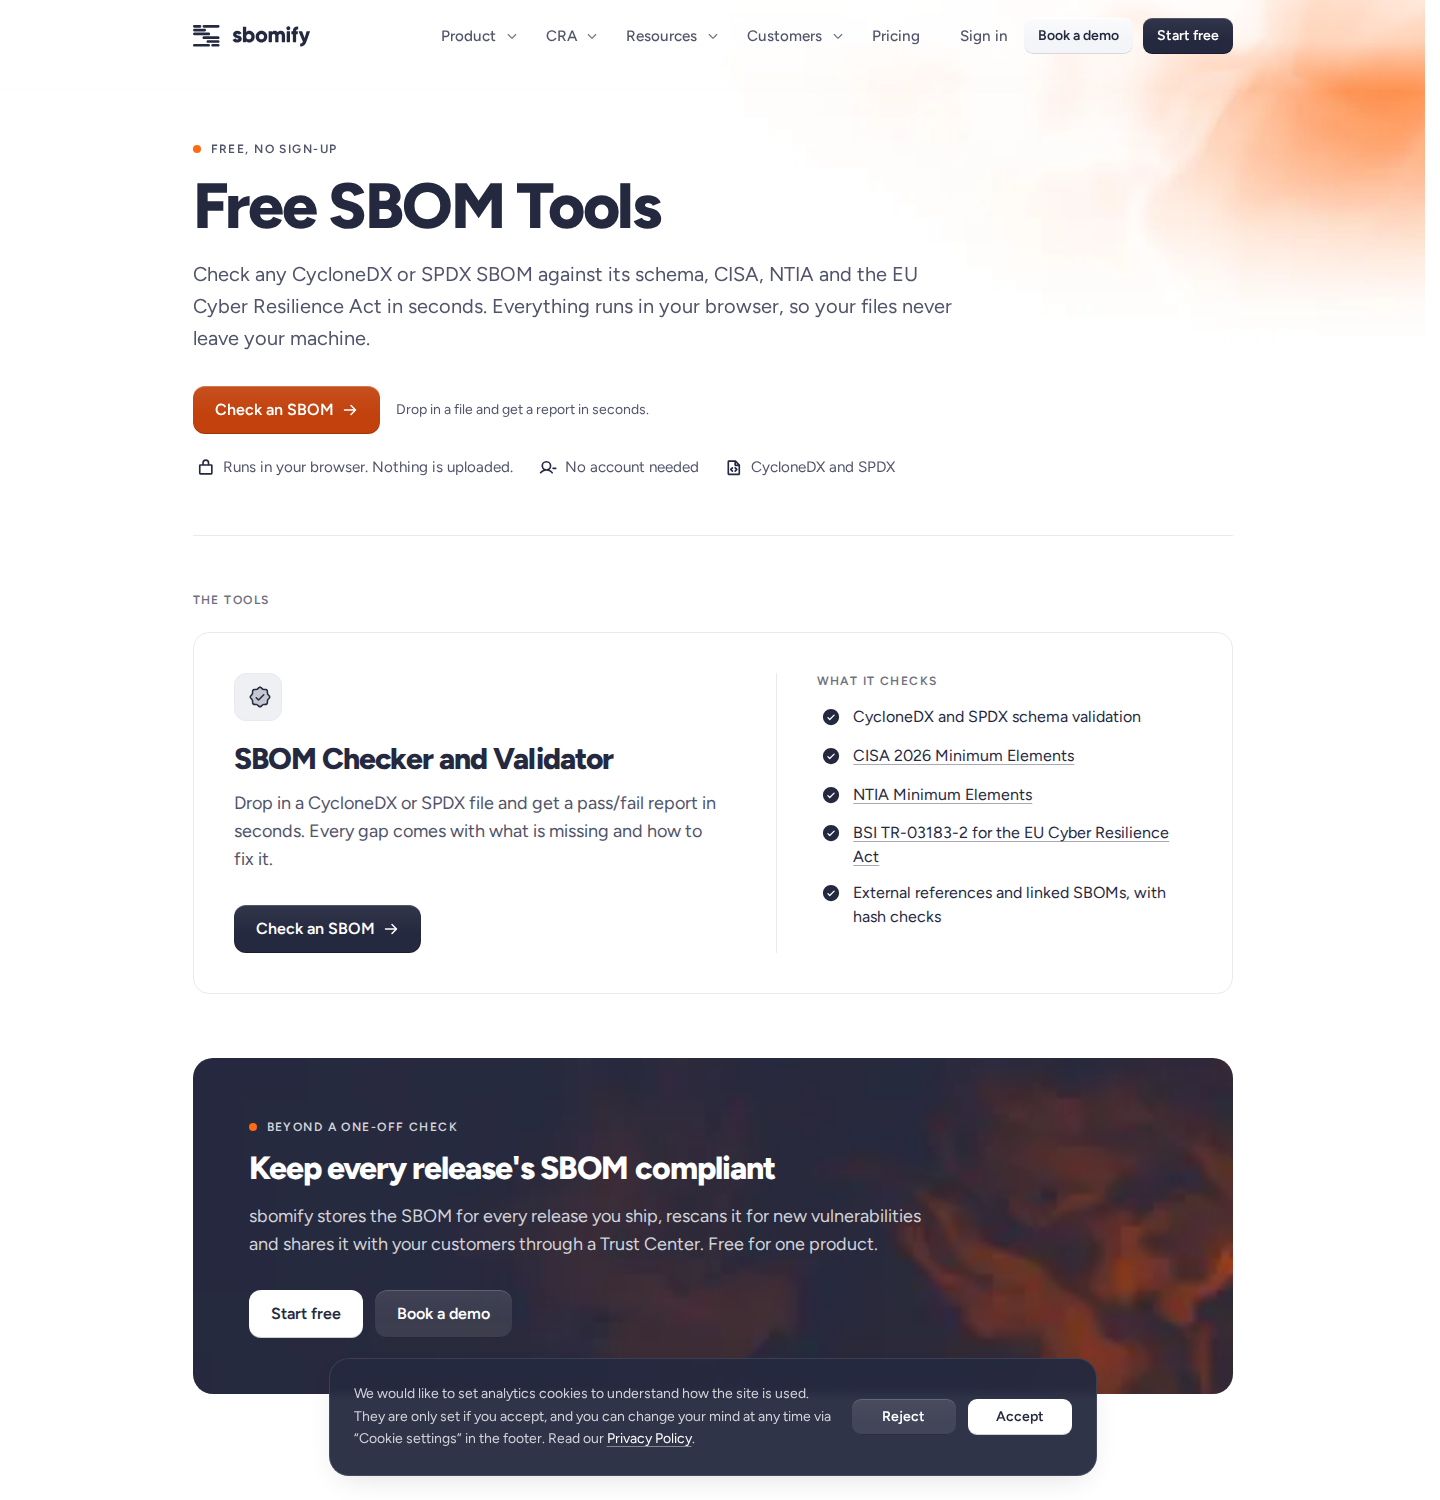 sbomify
Product
CRA
Resources
Customers
Pricing
Sign in
Book a demo
Start free
FREE, NO SIGN-UP
Free SBOM Tools
Check any CycloneDX or SPDX SBOM against its schema, CISA, NTIA and the EU
Cyber Resilience Act in seconds. Everything runs in your browser, so your files never
leave your machine.
Check an SBOM →
Drop in a file and get a report in seconds.
Runs in your browser. Nothing is uploaded.
No account needed
CycloneDX and SPDX
THE TOOLS
SBOM Checker and Validator
Drop in a CycloneDX or SPDX file and get a pass/fail report in
seconds. Every gap comes with what is missing and how to
fix it.
Check an SBOM →
WHAT IT CHECKS
CycloneDX and SPDX schema validation
CISA 2026 Minimum Elements
NTIA Minimum Elements
BSI TR-03183-2 for the EU Cyber Resilience
Act
External references and linked SBOMs, with
hash checks
BEYOND A ONE-OFF CHECK
Keep every release's SBOM compliant
sbomify stores the SBOM for every release you ship, rescans it for new vulnerabilities
and shares it with your customers through a Trust Center. Free for one product.
Start free
Book a demo
We would like to set analytics cookies to understand how the site is used.
They are only set if you accept, and you can change your mind at any time via
“Cookie settings” in the footer. Read our Privacy Policy.
Reject
Accept